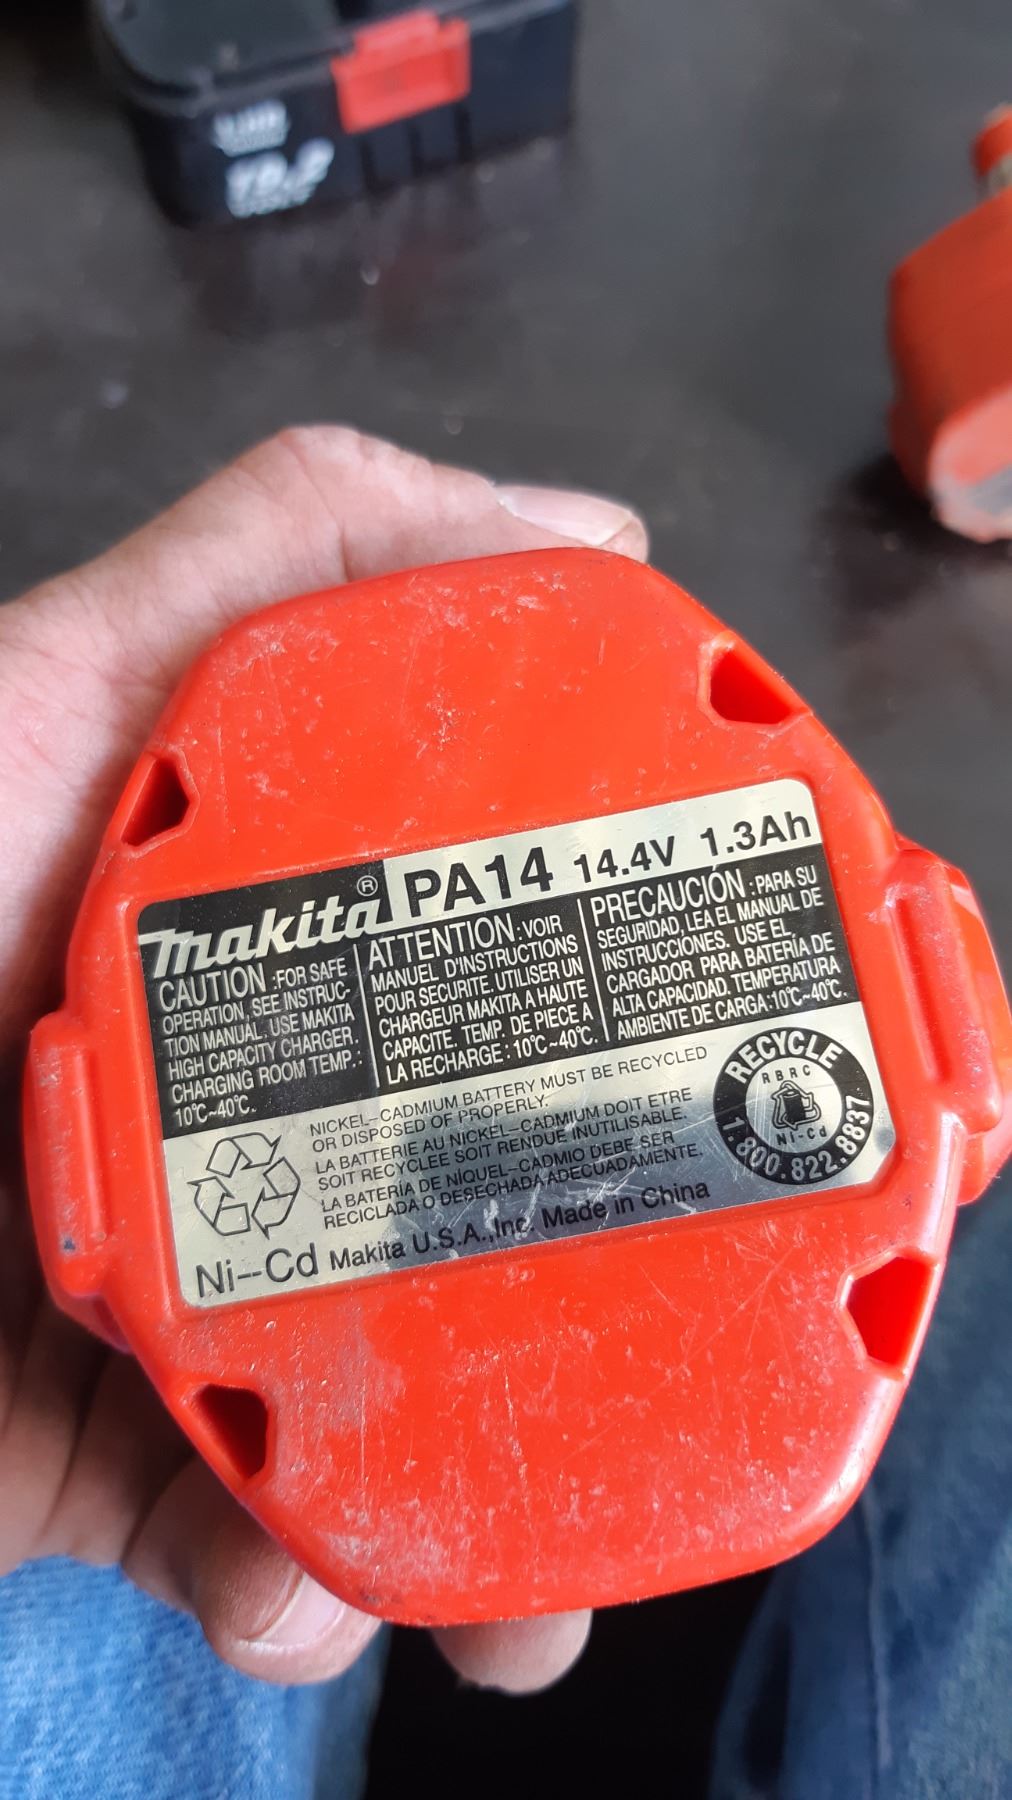 19.2
makita® PA14 14.4V 1.3Ah
CAUTION :FOR SAFE
OPERATION, SEE INSTRUC-
TION MANUAL, USE MAKITA
HIGH CAPACITY CHARGER.
CHARGING ROOM TEMP.:
10℃~40℃.
ATTENTION :VOIR
MANUEL D'INSTRUCTIONS
POUR SECURITE. UTILISER UN
CHARGEUR MAKITA A HAUTE
CAPACITE. TEMP. DE PIECE A
LA RECHARGE : 10℃~40℃.
PRECAUCIÓN :PARA SU
SEGURIDAD, LEA EL MANUAL DE
INSTRUCCIONES. USE EL
CARGADOR PARA BATERÍA DE
ALTA CAPACIDAD. TEMPERATURA
AMBIENTE DE CARGA:10℃~40℃.
NICKEL-CADMIUM BATTERY MUST BE RECYCLED
OR DISPOSED OF PROPERLY.
LA BATTERIE AU NICKEL-CADMIUM DOIT ETRE
SOIT RECYCLEE SOIT RENDUE INUTILISABLE.
LA BATERIA DE NÍQUEL-CADMIO DEBE SER
RECICLADA O DESECHADA ADECUADAMENTE.
RECYCLE
RBRC
Ni-Cd
1.800.822.8837
Ni--Cd Makita U.S.A.,Inc. Made in China